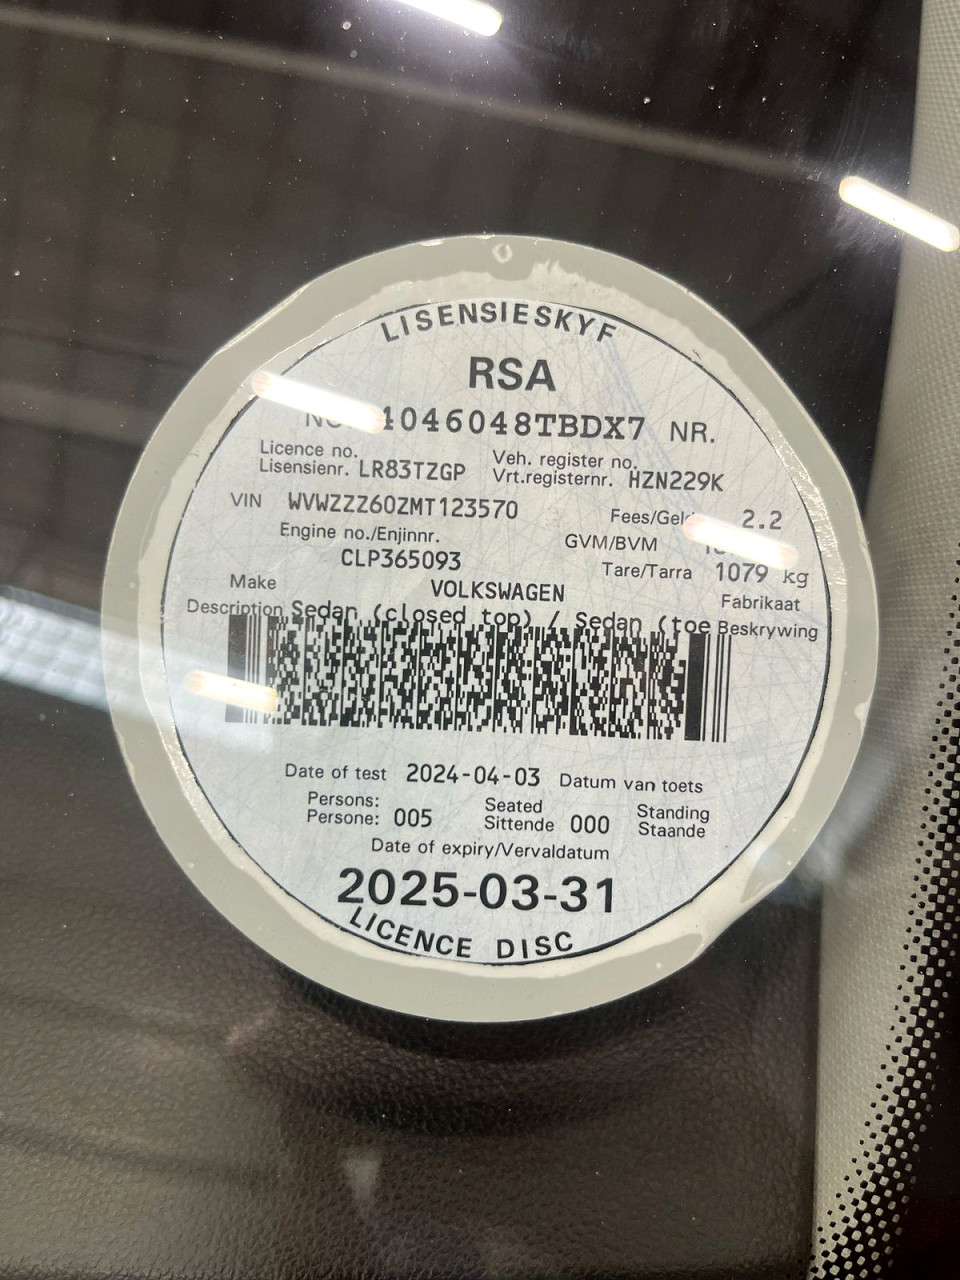 LISENSIESKYF
RSA
NO. 4046048TBDX7 NR.
Licence no. Veh. register no.
Lisensienr. LR83TZGP Vrt.registernr. HZN229K
VIN WVWZZZ60ZMT123570 Fees/Geld 2.2
Engine no./Enjinnr. GVM/BVM
CLP365093 Tare/Tarra 1079 kg
Make VOLKSWAGEN Fabrikaat
Description Sedan (closed top) / Sedan (toe Beskrywing
Date of test 2024-04-03 Datum van toets
Persons: Seated Standing
Persone: 005 Sittende 000 Staande
Date of expiry/Vervaldatum
2025-03-31
LICENCE DISC